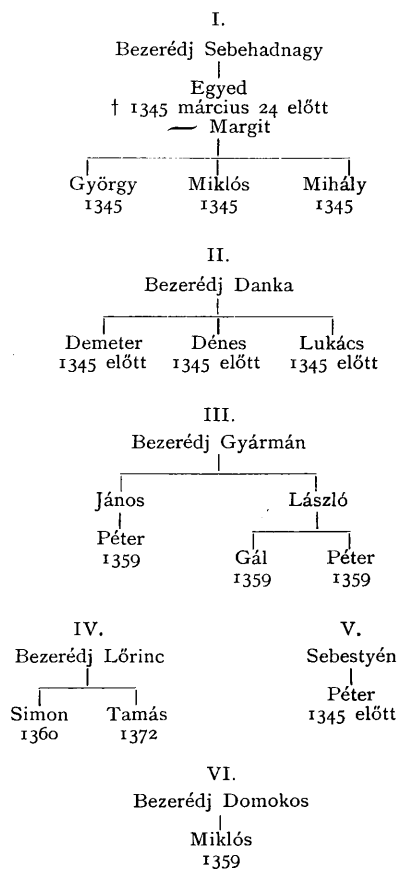 I.
Bezerédj Sebehadnagy
Egyed
† 1345 március 24 előtt
— Margit
György Miklós Mihály
1345 1345 1345
II.
Bezerédj Danka
Demeter Dénes Lukács
1345 előtt 1345 előtt 1345 előtt
III.
Bezerédj Gyármán
János László
Péter
1359
Gál Péter
1359 1359
IV.
Bezerédj Lőrinc
Simon Tamás
1360 1372
V.
Sebestyén
Péter
1345 előtt
VI.
Bezerédj Domokos
Miklós
1359